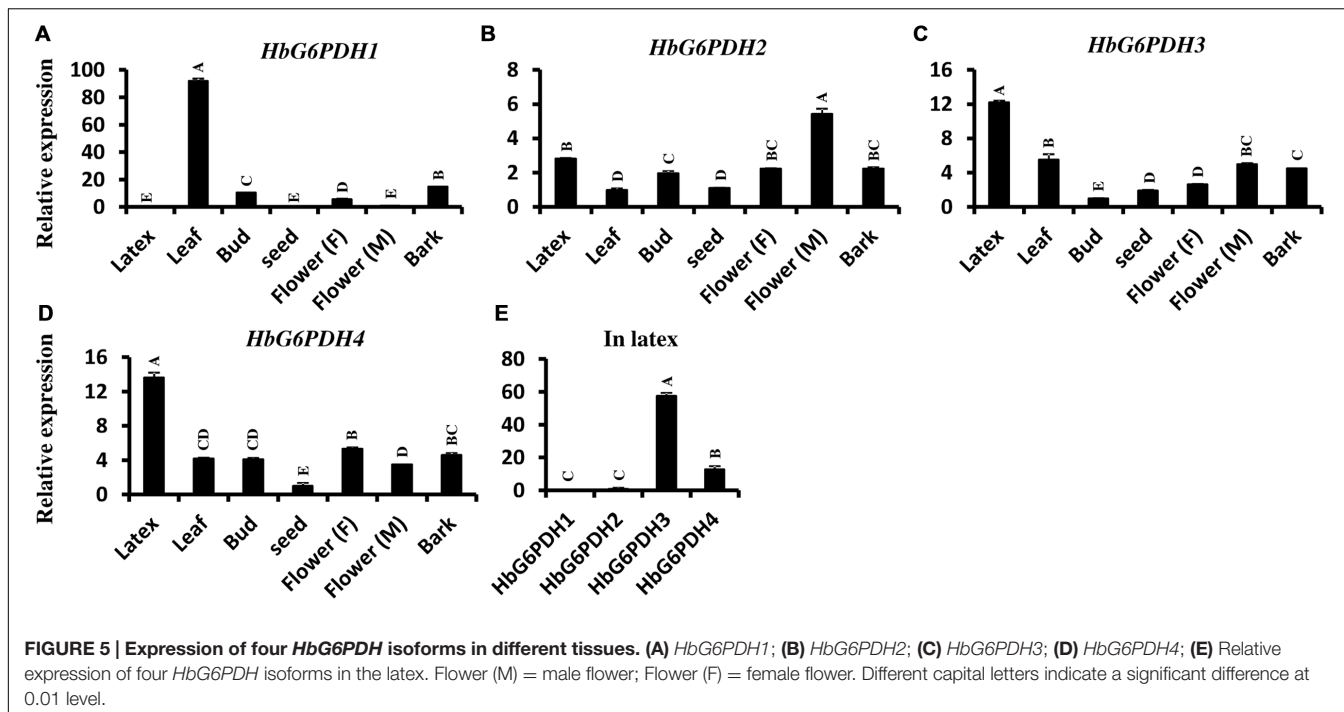 A
HbG6PDH1
Relative expression
100
80
60
40
20
0
E
A
C
E
D
E
B
Latex
Leaf
Bud
seed
Flower (F)
Flower (M)
Bark
B
HbG6PDH2
8
6
4
2
0
B
D
C
D
BC
A
BC
Latex
Leaf
Bud
seed
Flower (F)
Flower (M)
Bark
C
HbG6PDH3
16
12
8
4
0
A
B
E
D
D
BC
C
Latex
Leaf
Bud
seed
Flower (F)
Flower (M)
Bark
D
HbG6PDH4
Relative expression
16
12
8
4
0
A
CD
CD
E
B
D
BC
Latex
Leaf
Bud
seed
Flower (F)
Flower (M)
Bark
E
In latex
80
60
40
20
0
C
C
A
B
HbG6PDH1
HbG6PDH2
HbG6PDH3
HbG6PDH4
FIGURE 5 | Expression of four HbG6PDH isoforms in different tissues. (A) HbG6PDH1; (B) HbG6PDH2; (C) HbG6PDH3; (D) HbG6PDH4; (E) Relative
expression of four HbG6PDH isoforms in the latex. Flower (M) = male flower; Flower (F) = female flower. Different capital letters indicate a significant difference at
0.01 level.